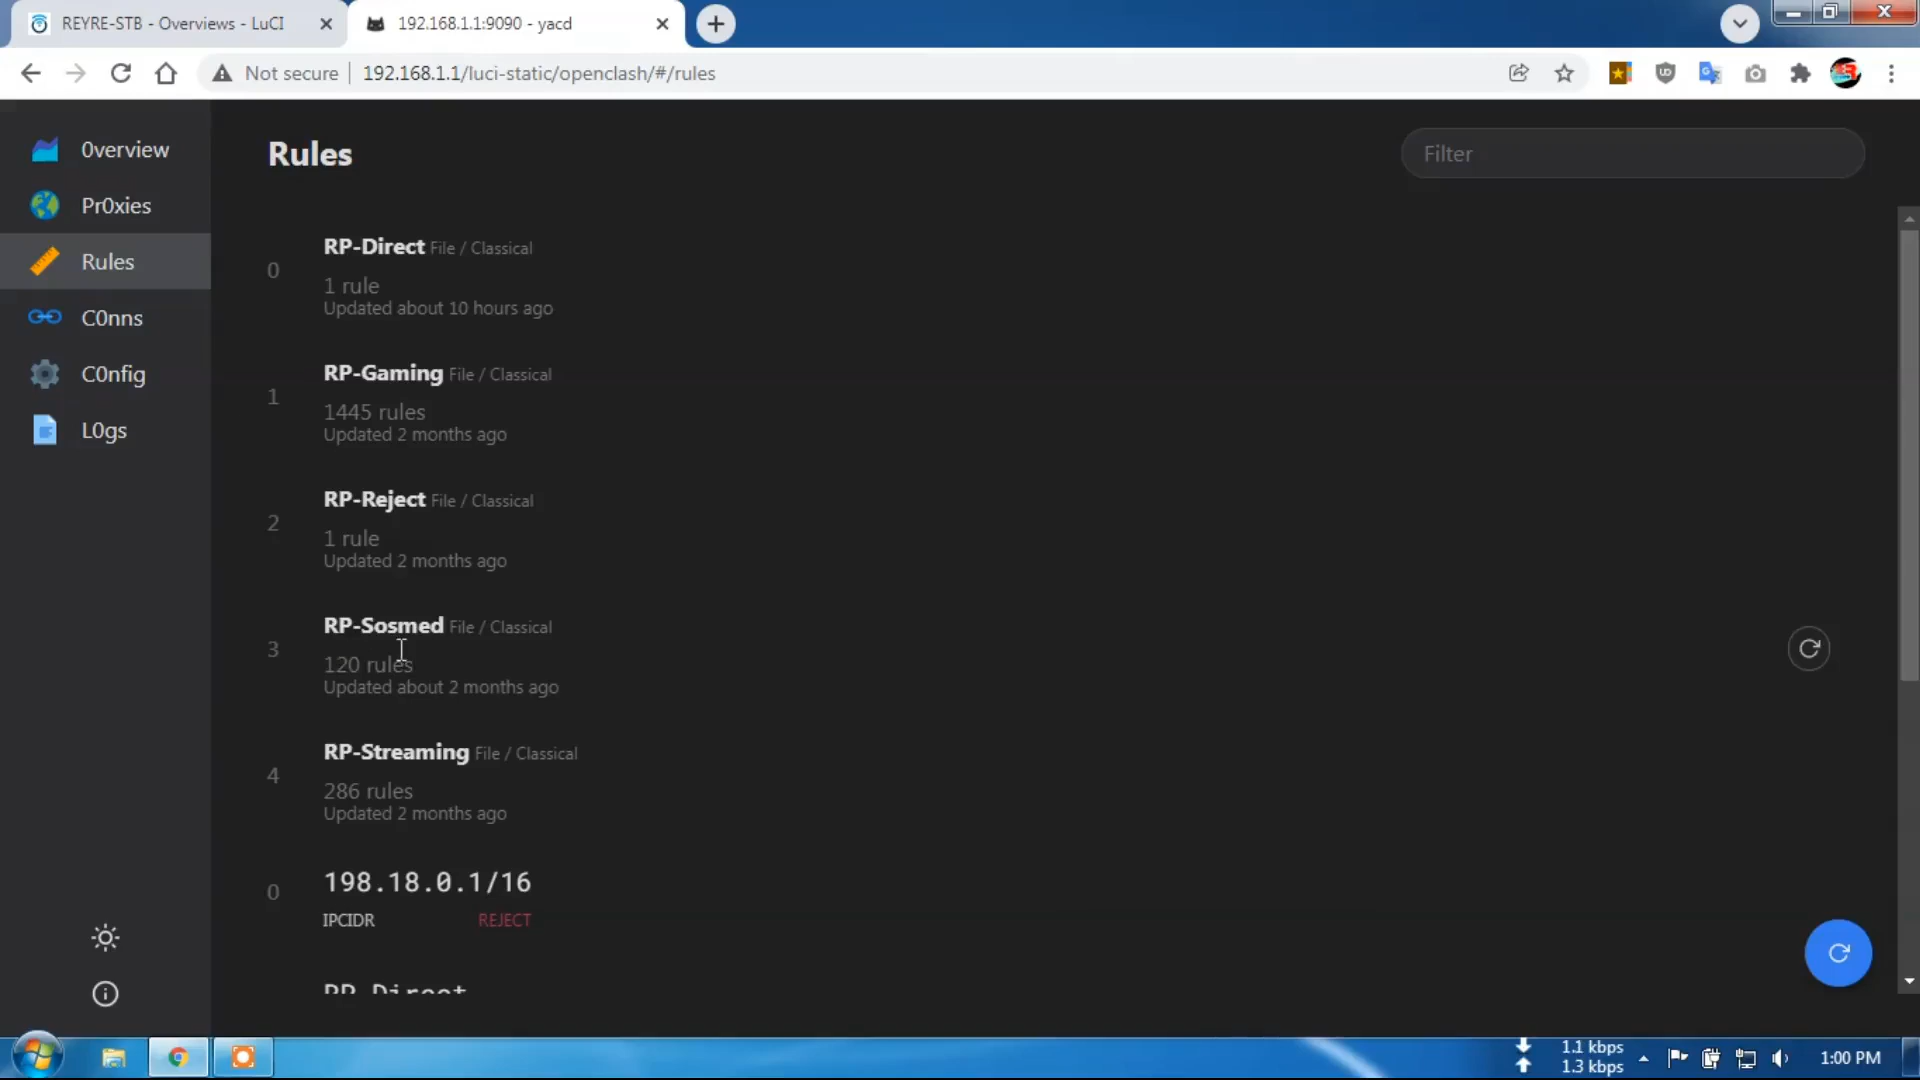 REYRE-STB - Overviews - LuCI
192.168.1.1:9090 - yacd
Not secure
192.168.1.1/luci-static/openclash/#/rules
0verview
Pr0xies
Rules
C0nns
C0nfig
L0gs
Rules
Filter
0
RP-Direct File / Classical
1 rule
Updated about 10 hours ago
1
RP-Gaming File / Classical
1445 rules
Updated 2 months ago
2
RP-Reject File / Classical
1 rule
Updated 2 months ago
3
RP-Sosmed File / Classical
120 rules
Updated about 2 months ago
4
RP-Streaming File / Classical
286 rules
Updated 2 months ago
0
198.18.0.1/16
IPCIDR REJECT
RP-Direct
1.1 kbps
1.3 kbps
1:00 PM